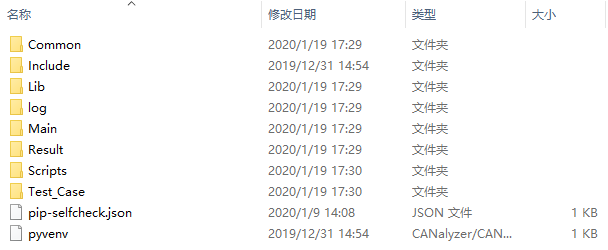 名称 修改日期 类型 大小
Common 2020/1/19 17:29 文件夹
Include 2019/12/31 14:54 文件夹
Lib 2020/1/19 17:29 文件夹
log 2020/1/19 17:29 文件夹
Main 2020/1/19 17:29 文件夹
Result 2020/1/19 17:29 文件夹
Scripts 2020/1/19 17:30 文件夹
Test_Case 2020/1/19 17:30 文件夹
pip-selfcheck.json 2020/1/9 14:08 JSON 文件 1 KB
pyvenv 2019/12/31 14:54 CANalyzer/CAN... 1 KB